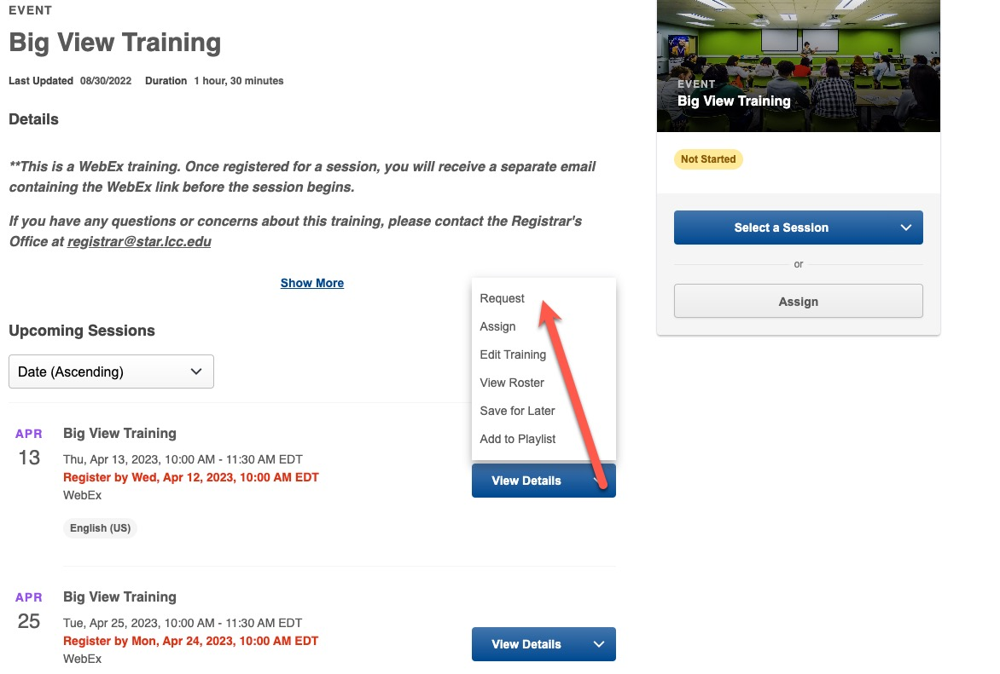 EVENT
Big View Training
Last Updated 08/30/2022 Duration 1 hour, 30 minutes
Details
**This is a WebEx training. Once registered for a session, you will receive a separate email
containing the WebEx link before the session begins.
If you have any questions or concerns about this training, please contact the Registrar's
Office at registrar@star.lcc.edu
Show More
Upcoming Sessions
Date (Ascending)
Request
Assign
Edit Training
View Roster
Save for Later
Add to Playlist
APR
13
Big View Training
Thu, Apr 13, 2023, 10:00 AM - 11:30 AM EDT
Register by Wed, Apr 12, 2023, 10:00 AM EDT
WebEx
English (US)
View Details
APR
25
Big View Training
Tue, Apr 25, 2023, 10:00 AM - 11:30 AM EDT
Register by Mon, Apr 24, 2023, 10:00 AM EDT
WebEx
View Details
EVENT
Big View Training
Not Started
Select a Session
or
Assign